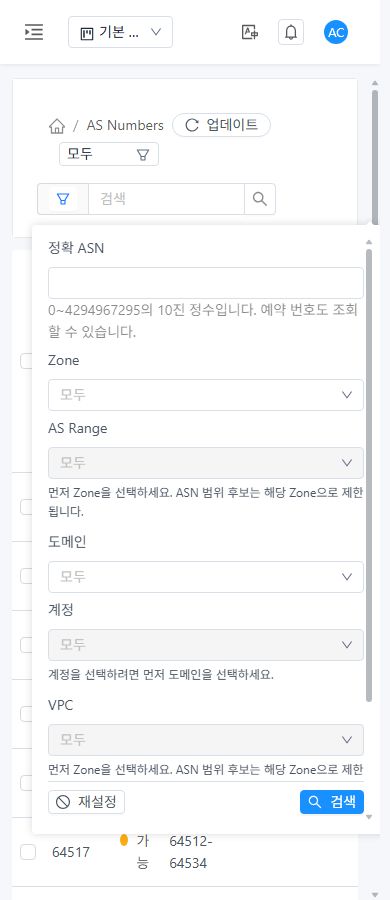 기본 ...
AC
/ AS Numbers 업데이트
모두
검색
정확 ASN
0~4294967295의 10진 정수입니다. 예약 번호도 조회
할 수 있습니다.
Zone
모두
AS Range
모두
먼저 Zone을 선택하세요. ASN 범위 후보는 해당 Zone으로 제한
됩니다.
도메인
모두
계정
모두
계정을 선택하려면 먼저 도메인을 선택하세요.
VPC
모두
먼저 Zone을 선택하세요. ASN 범위 후보는 해당 Zone으로 제한
재설정 검색
64517 가능 64512-
64534